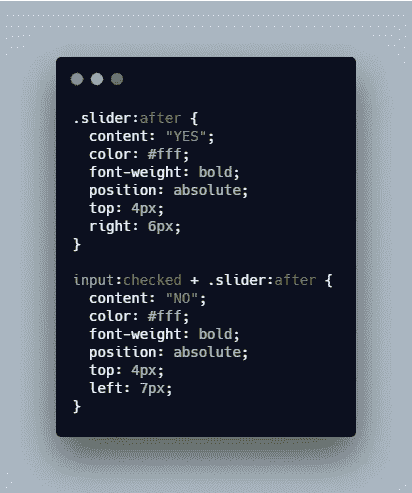 .slider:after {
  content: "YES";
  color: #fff;
  font-weight: bold;
  position: absolute;
  top: 4px;
  right: 6px;
}

input:checked + .slider:after {
  content: "NO";
  color: #fff;
  font-weight: bold;
  position: absolute;
  top: 4px;
  left: 7px;
}